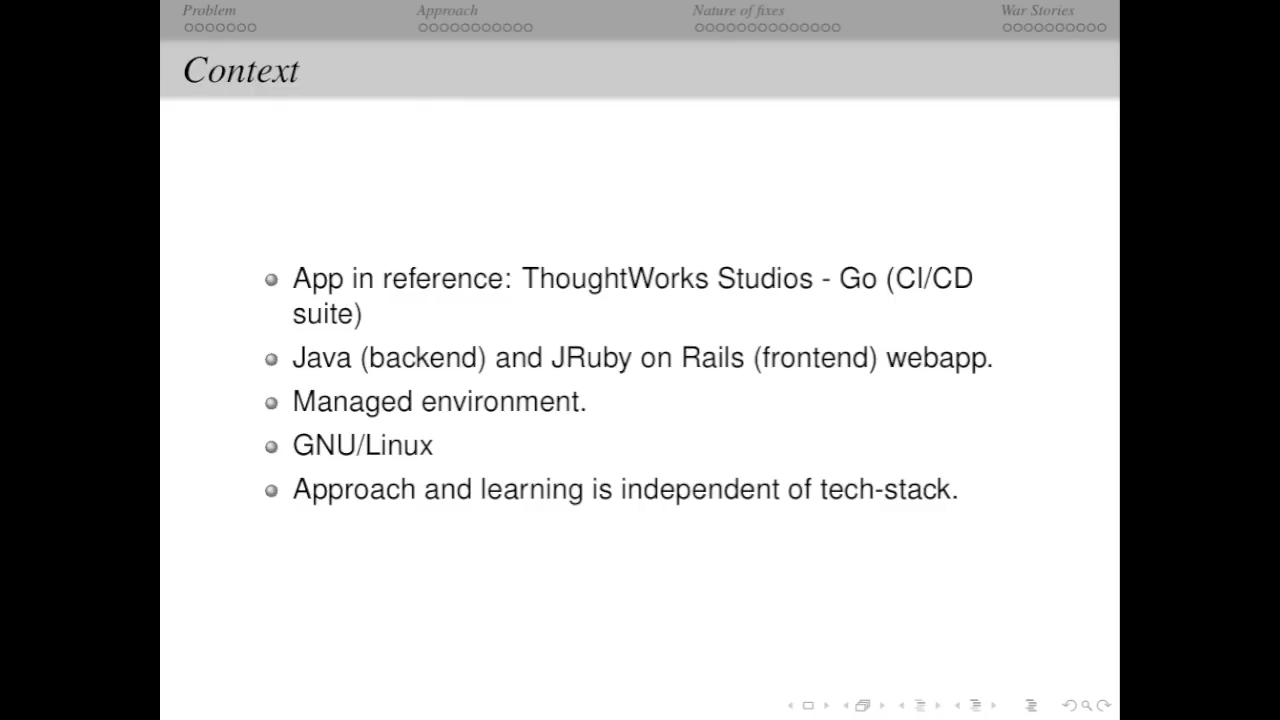 Problem Approach Nature of fixes War Stories
Context
App in reference: ThoughtWorks Studios - Go (CI/CD
suite)
Java (backend) and JRuby on Rails (frontend) webapp.
Managed environment.
GNU/Linux
Approach and learning is independent of tech-stack.